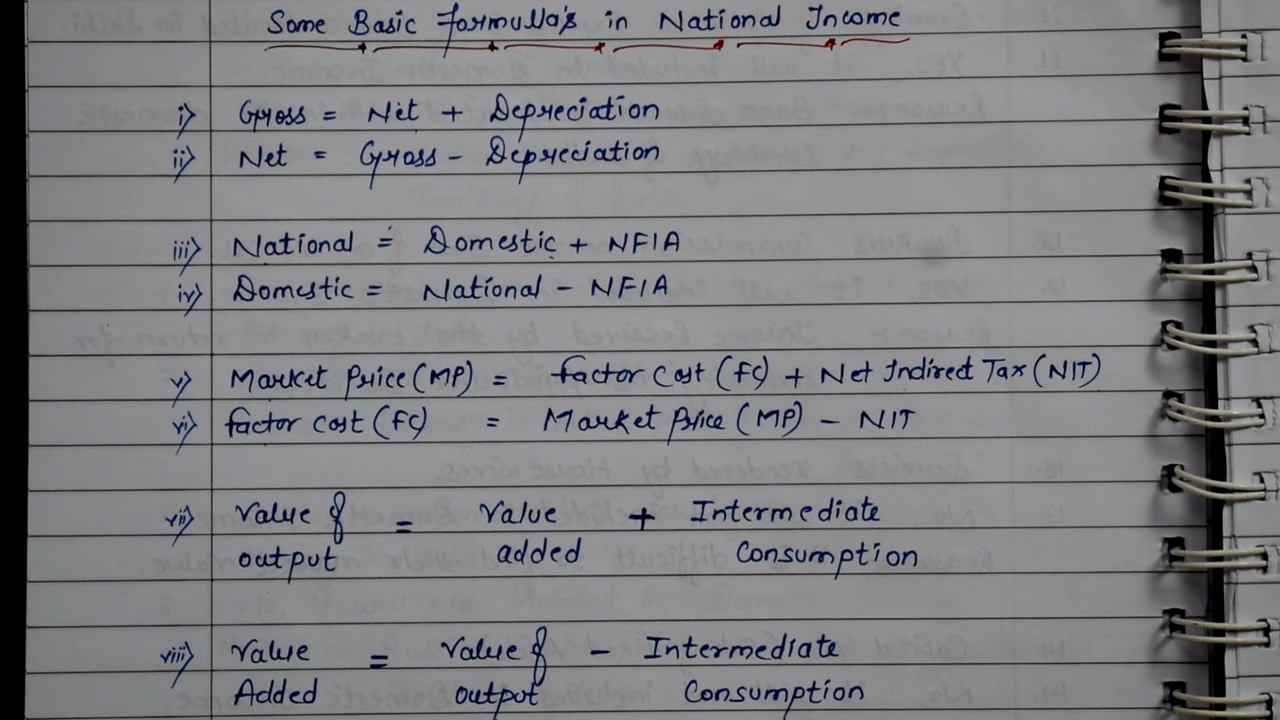 Some Basic Formulla's in National Income
i) Gross = Net + Depreciation
ii) Net = Gross - Depreciation
iii) National = Domestic + NFIA
iv) Domestic = National - NFIA
v) Market Price (MP) = factor cost (FC) + Net Indirect Tax (NIT)
vi) factor cost (FC) = Market Price (MP) - NIT
vii) Value of output = Value added + Intermediate Consumption
viii) Value Added = Value of output - Intermediate Consumption